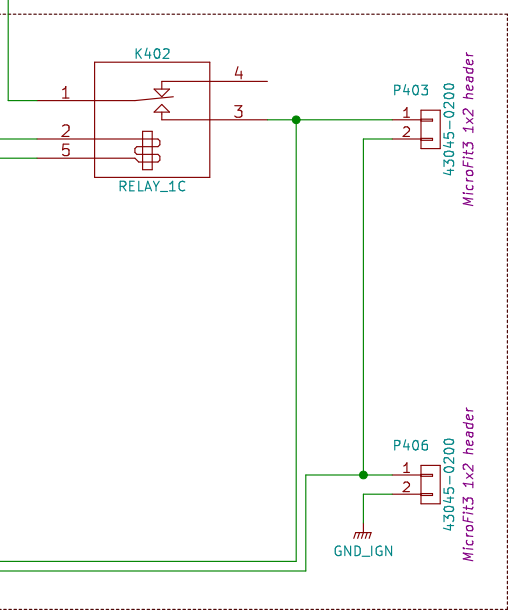 K402
1
2
5
4
3
RELAY_1C
P403
1
2
43045-0200
MicroFit3 1x2 header
P406
1
2
43045-0200
MicroFit3 1x2 header
GND_IGN